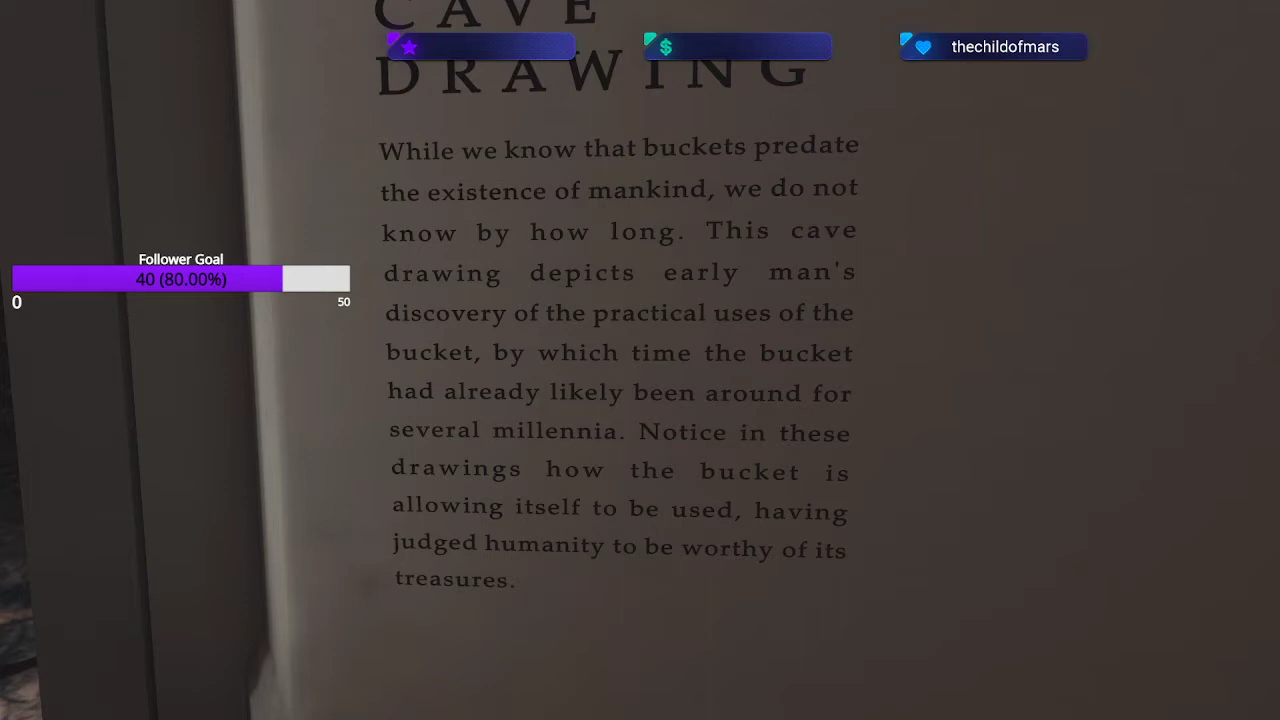 CAVE
thechildofmars
DRAWING
While we know that buckets predate
the existence of mankind, we do not
know by how long. This cave
drawing depicts early man's
discovery of the practical uses of the
bucket, by which time the bucket
had already likely been around for
several millennia. Notice in these
drawings how the bucket is
allowing itself to be used, having
judged humanity to be worthy of its
treasures.
Follower Goal
40 (80.00%)
0
50